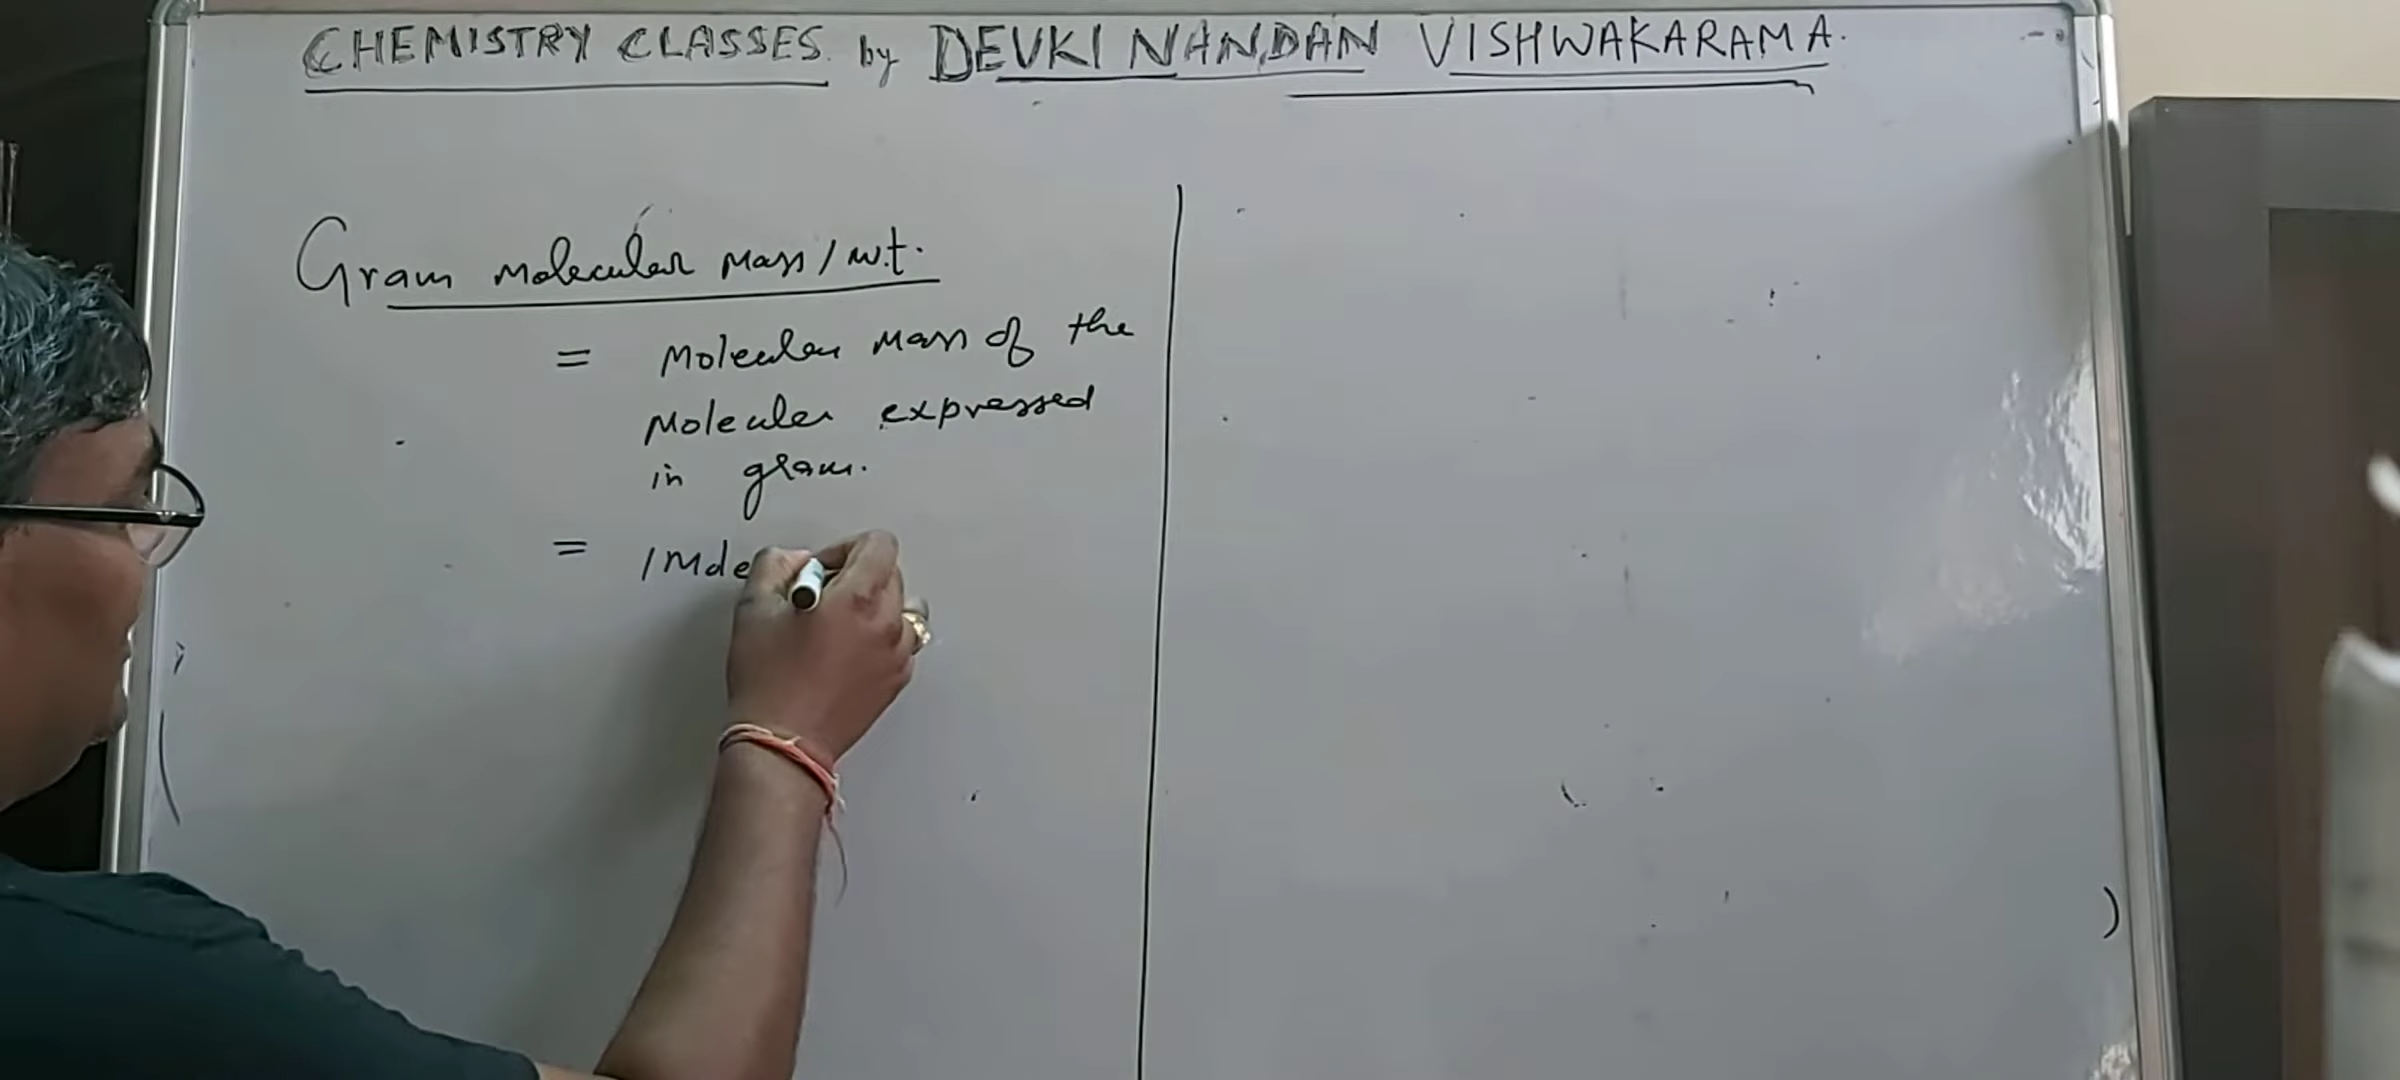 CHEMISTRY CLASSES by DEVKI NANDAN VISHWAKARAMA.
Gram Molecular Mass/wt.
= Molecular Mass of the
Molecular expressed
in gram.
= 1 Mole